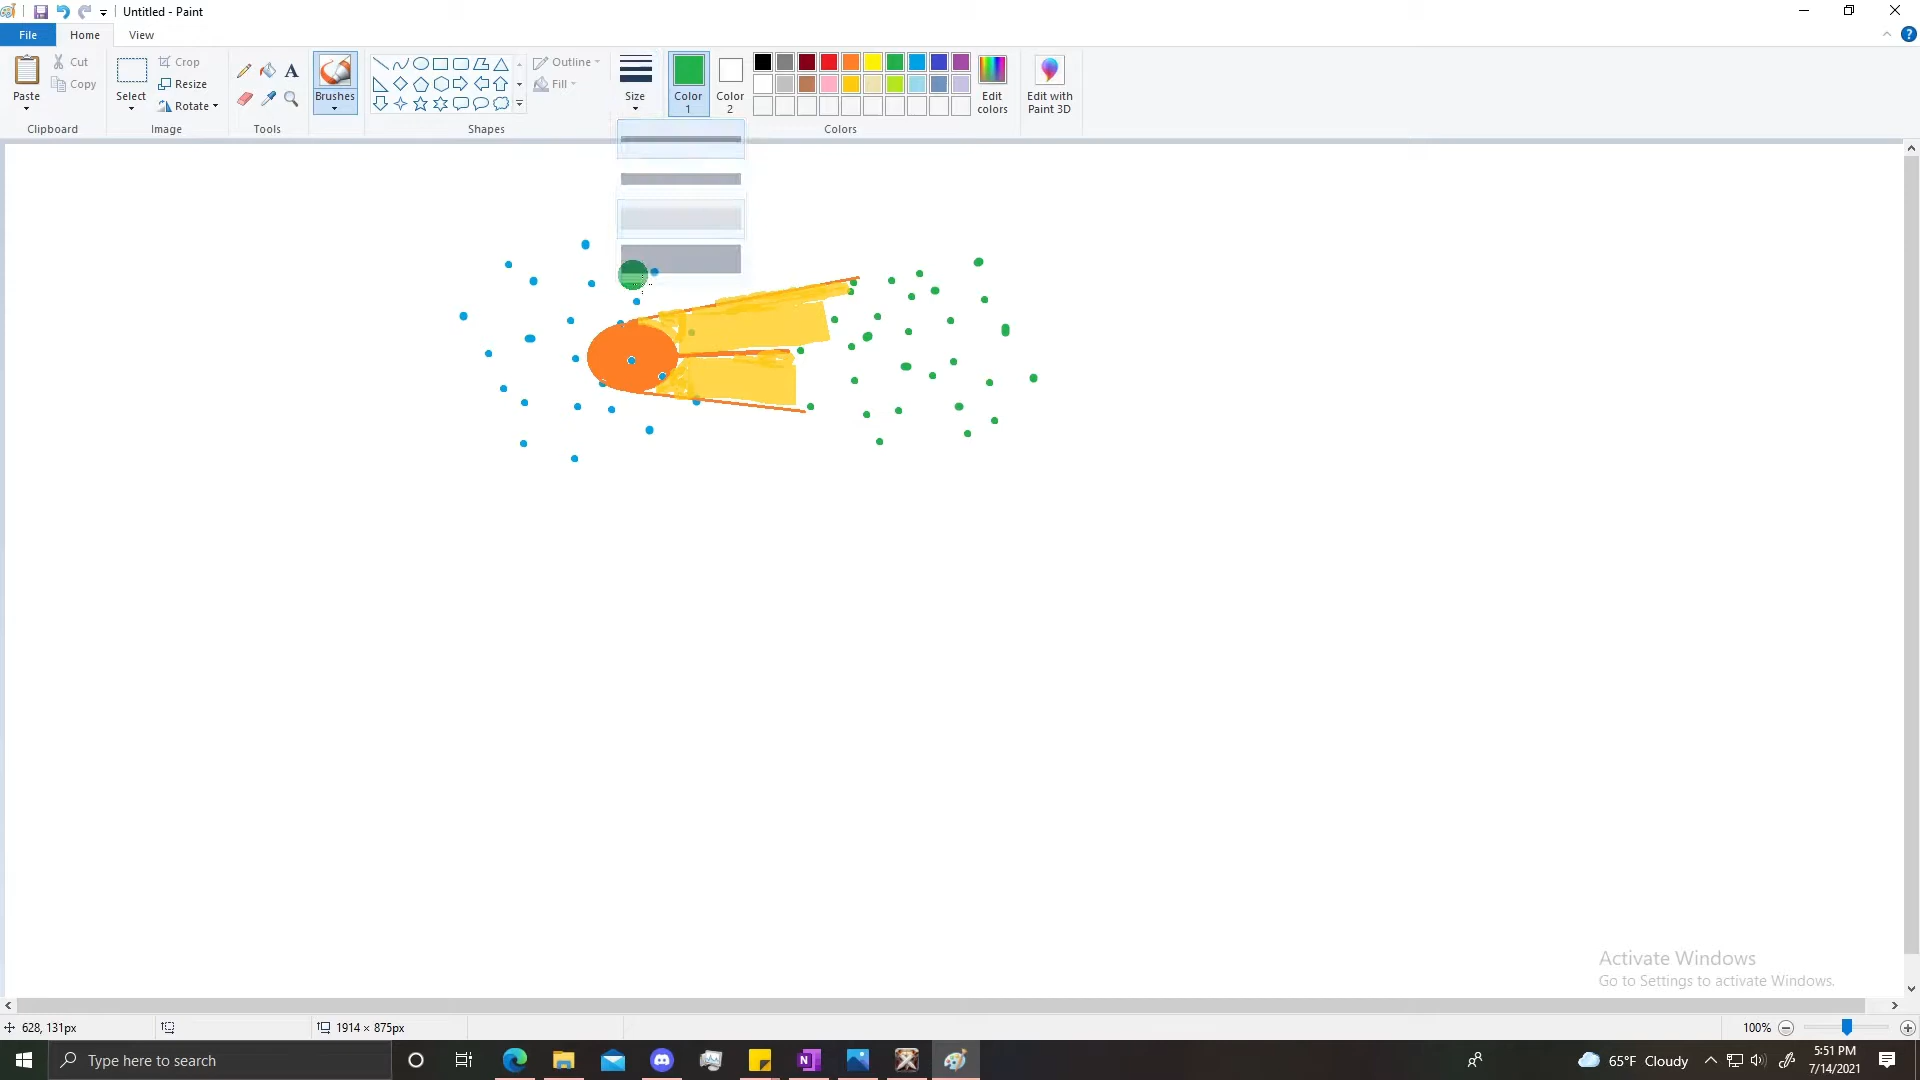 Untitled - Paint
File Home View
Paste
Cut
Copy
Clipboard
Select
Crop
Resize
Rotate
Image
A
Tools
Brushes
Outline
Fill
Shapes
Size
Color
1
Color
2
Colors
Edit
colors
Edit with
Paint 3D
?
Activate Windows
Go to Settings to activate Windows.
628, 131px
1914 × 875px
100%
Type here to search
N
65°F Cloudy
5:51 PM
7/14/2021